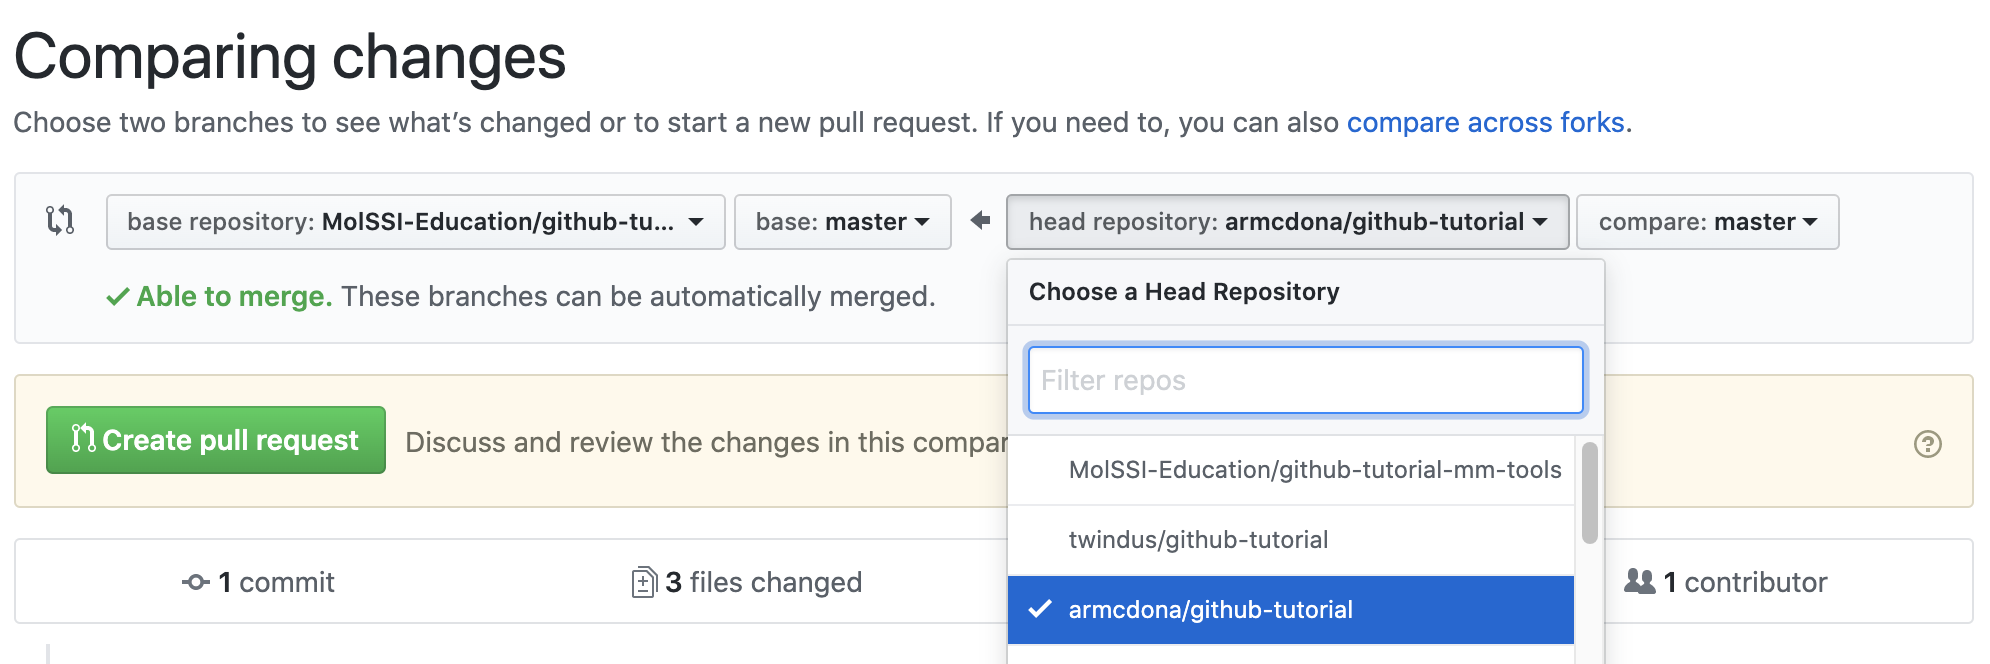 Comparing changes
Choose two branches to see what's changed or to start a new pull request. If you need to, you can also compare across forks.
base repository: MolSSI-Education/github-tu... base: master head repository: armcdona/github-tutorial compare: master
Able to merge. These branches can be automatically merged.
Choose a Head Repository
Filter repos
Create pull request Discuss and review the changes in this
MolSSI-Education/github-tutorial-mm-tools
twindus/github-tutorial
1 commit 3 files changed 1 contributor
armcdona/github-tutorial